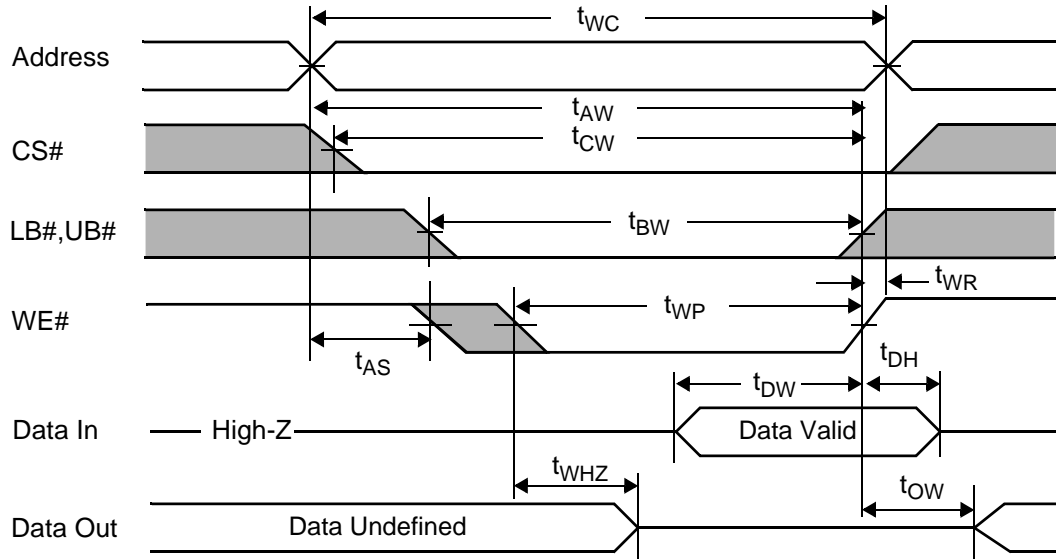 tWC
Address
tAW
tCW
CS#
tBW
LB#,UB#
tWR
tWP
WE#
tAS
tDH
tDW
Data In
High-Z
Data Valid
tWHZ
tOW
Data Out
Data Undefined